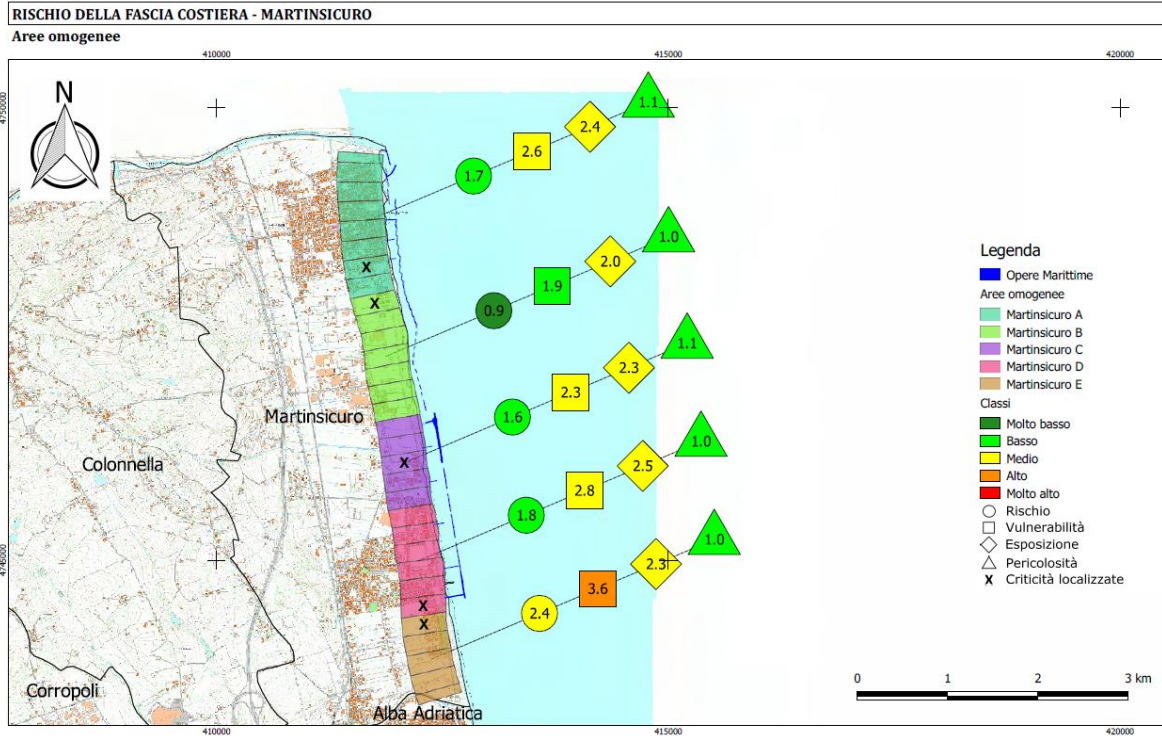 RISCHIO DELLA FASCIA COSTIERA - MARTINSICURO
Aree omogenee
410000
415000
420000
4750000
N
1.1
2.4
2.6
1.7
1.0
2.0
1.9
0.9
X
X
1.1
2.3
2.3
1.6
Martinsicuro
Colonnella
X
1.0
2.5
2.8
1.8
4745000
1.0
2.3
3.6
2.4
X
X
Corropoli
Alba Adriatica
Legenda
Opere Marittime
Aree omogenee
Martinsicuro A
Martinsicuro B
Martinsicuro C
Martinsicuro D
Martinsicuro E
Classi
Molto basso
Basso
Medio
Alto
Molto alto
Rischio
Vulnerabilità
Esposizione
Pericolosità
X Criticità localizzate
0 1 2 3 km
410000
415000
420000